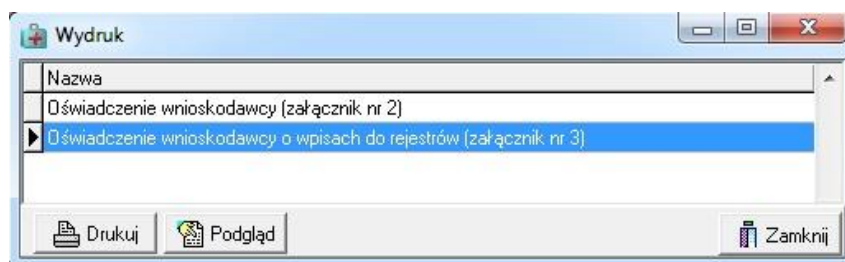 Wydruk
Nazwa
Oświadczenie wnioskodawcy (załącznik nr 2)
Oświadczenie wnioskodawcy o wpisach do rejestrów (załącznik nr 3)
Drukuj Podgląd Zamknij